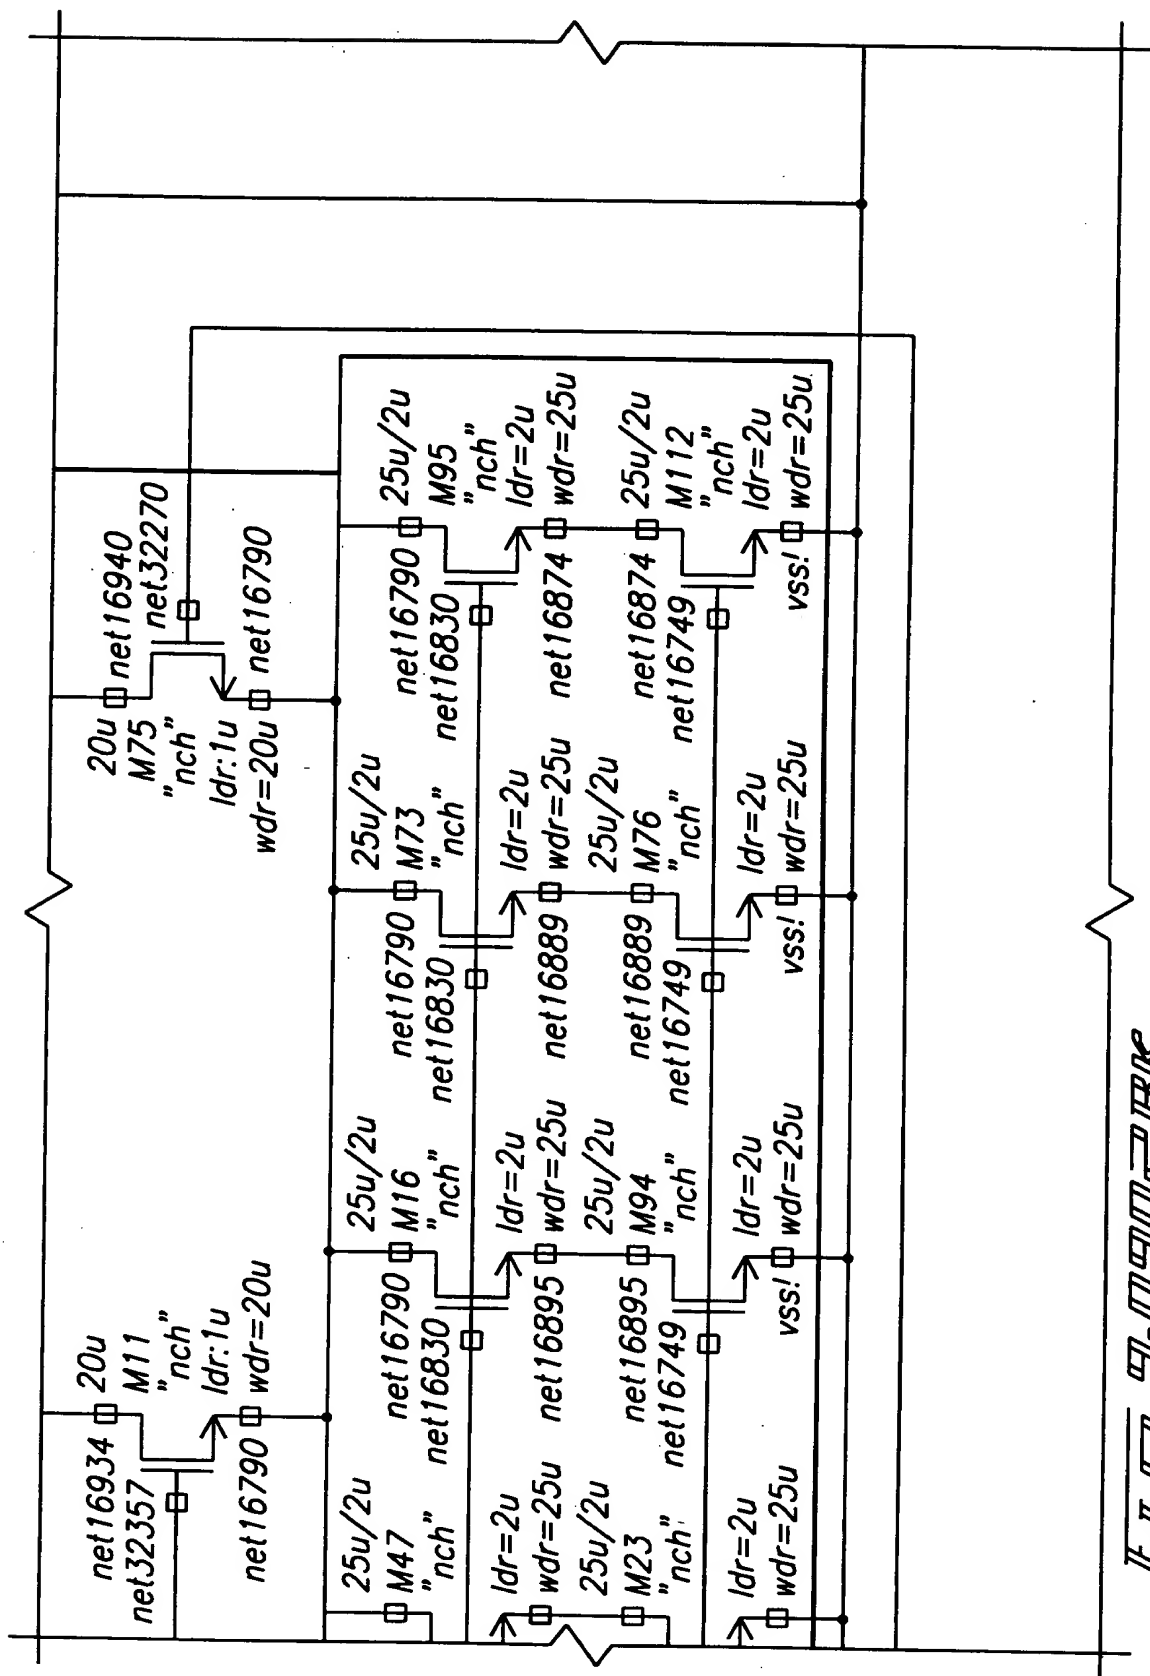 20u
M11
"nch"
ldr:1u
wdr=20u
net16934
net32357
net16790
20u
M75
"nch"
ldr:1u
wdr=20u
net16940
net32270
net16790
25u/2u
M47
"nch"
ldr=2u
wdr=25u
25u/2u
M23
"nch"
ldr=2u
wdr=25u
25u/2u
M16
"nch"
net16790
net16830
ldr=2u
wdr=25u
net16895
25u/2u
M94
"nch"
net16895
net16749
ldr=2u
wdr=25u
vss!
25u/2u
M73
"nch"
net16790
net16830
ldr=2u
wdr=25u
net16889
25u/2u
M76
"nch"
net16889
net16749
ldr=2u
wdr=25u
vss!
25u/2u
M95
"nch"
ldr=2u
wdr=25u
net16790
net16830
net16874
25u/2u
M112
"nch"
ldr=2u
wdr=25u
net16874
net16749
vss!